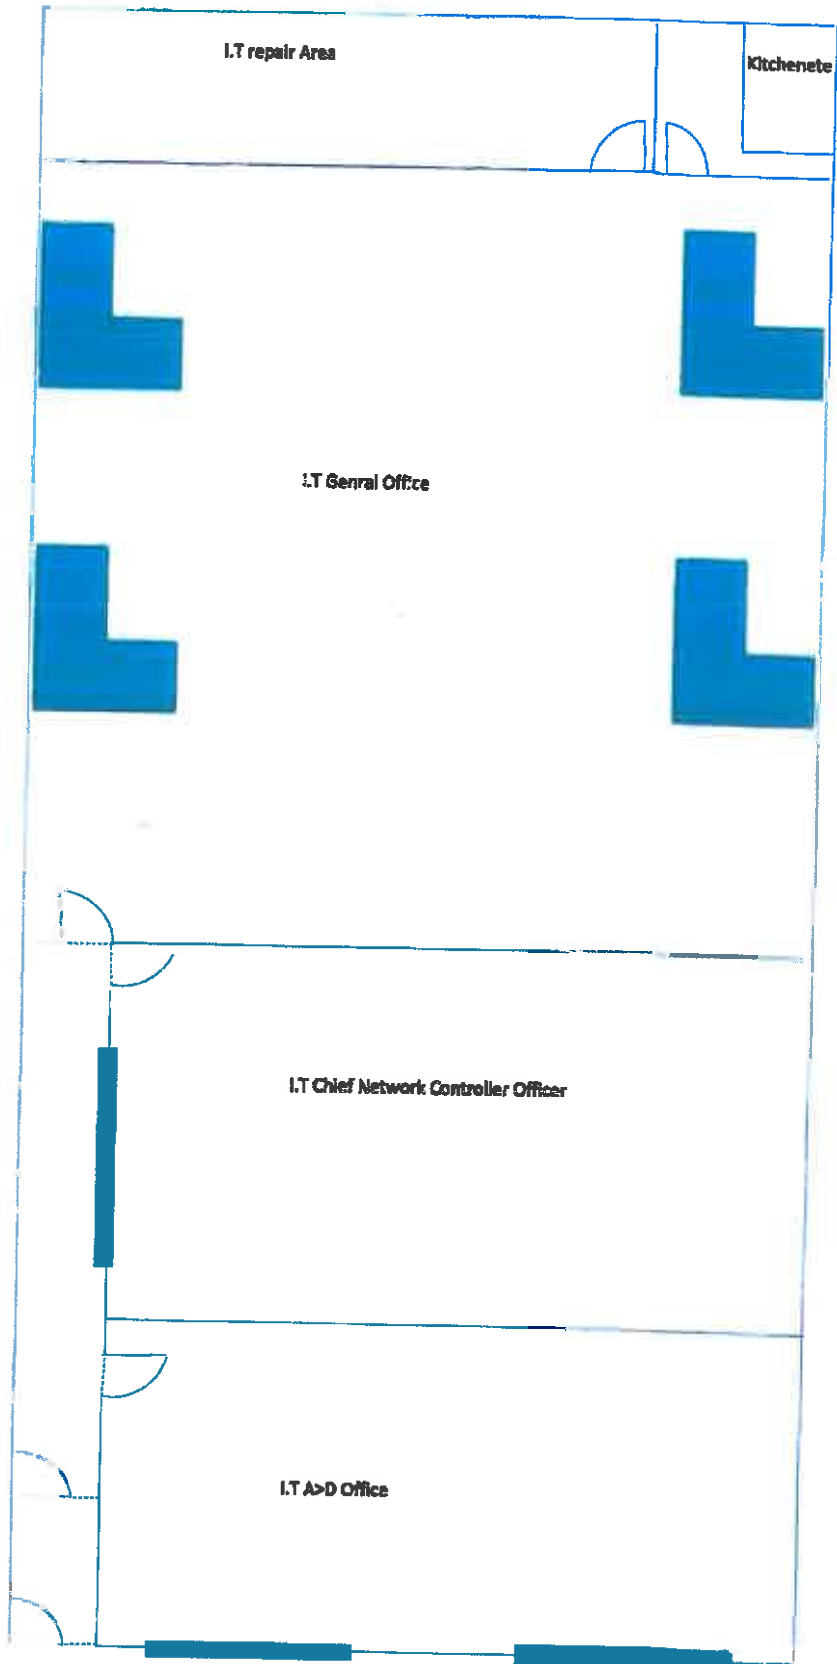 I.T repair Area
Kitchenete
I.T Genral Office
I.T Chief Network Controller Officer
I.T A>D Office